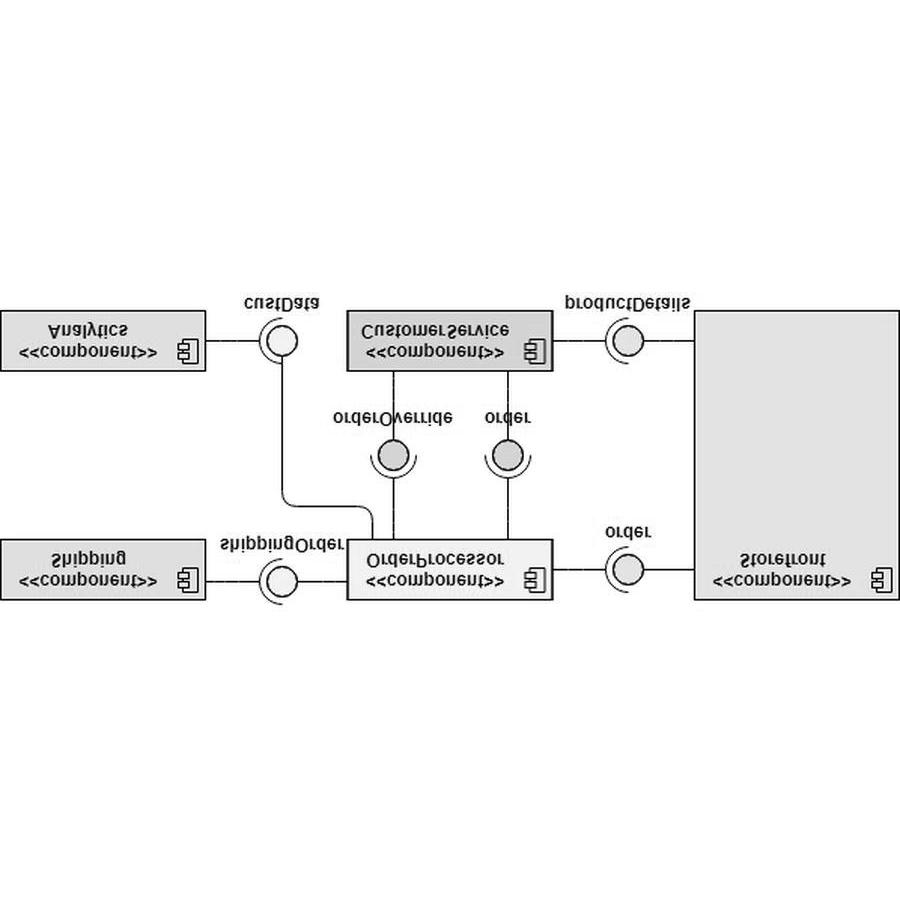 <<component>>
Shipping
shippingOrder
<<component>>
OrderProcessor
order
<<component>>
Storefront
orderOverride
order
<<component>>
Analytics
custData
<<component>>
CustomerService
productDetails